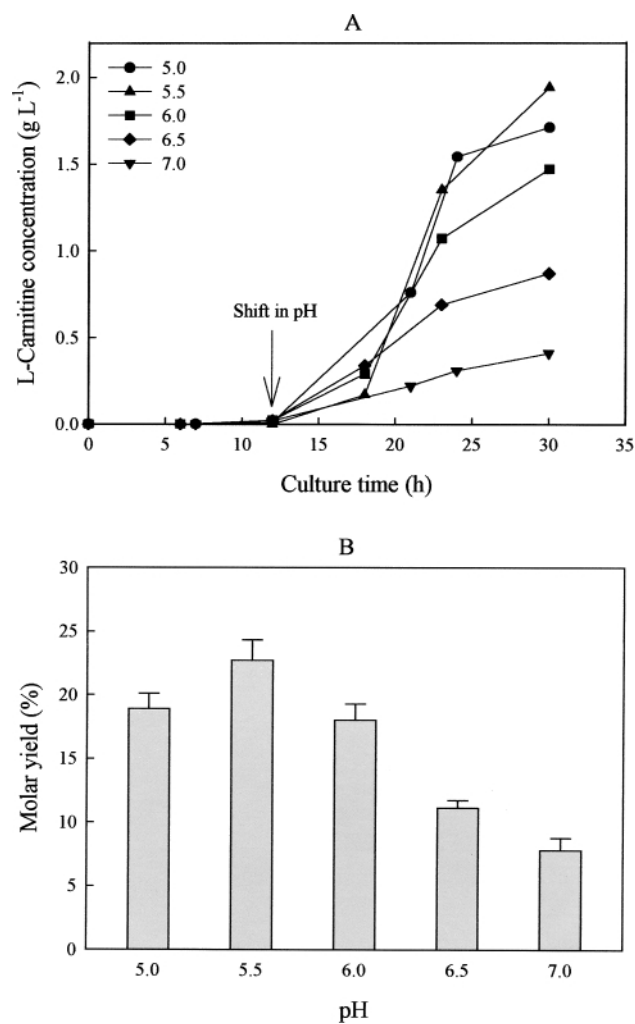 A
L-Carnitine concentration (g L⁻¹)
2.0
1.5
1.0
0.5
0.0
5.0
5.5
6.0
6.5
7.0
Shift in pH
0 5 10 15 20 25 30 35
Culture time (h)
B
Molar yield (%)
30
25
20
15
10
5
0
5.0 5.5 6.0 6.5 7.0
pH